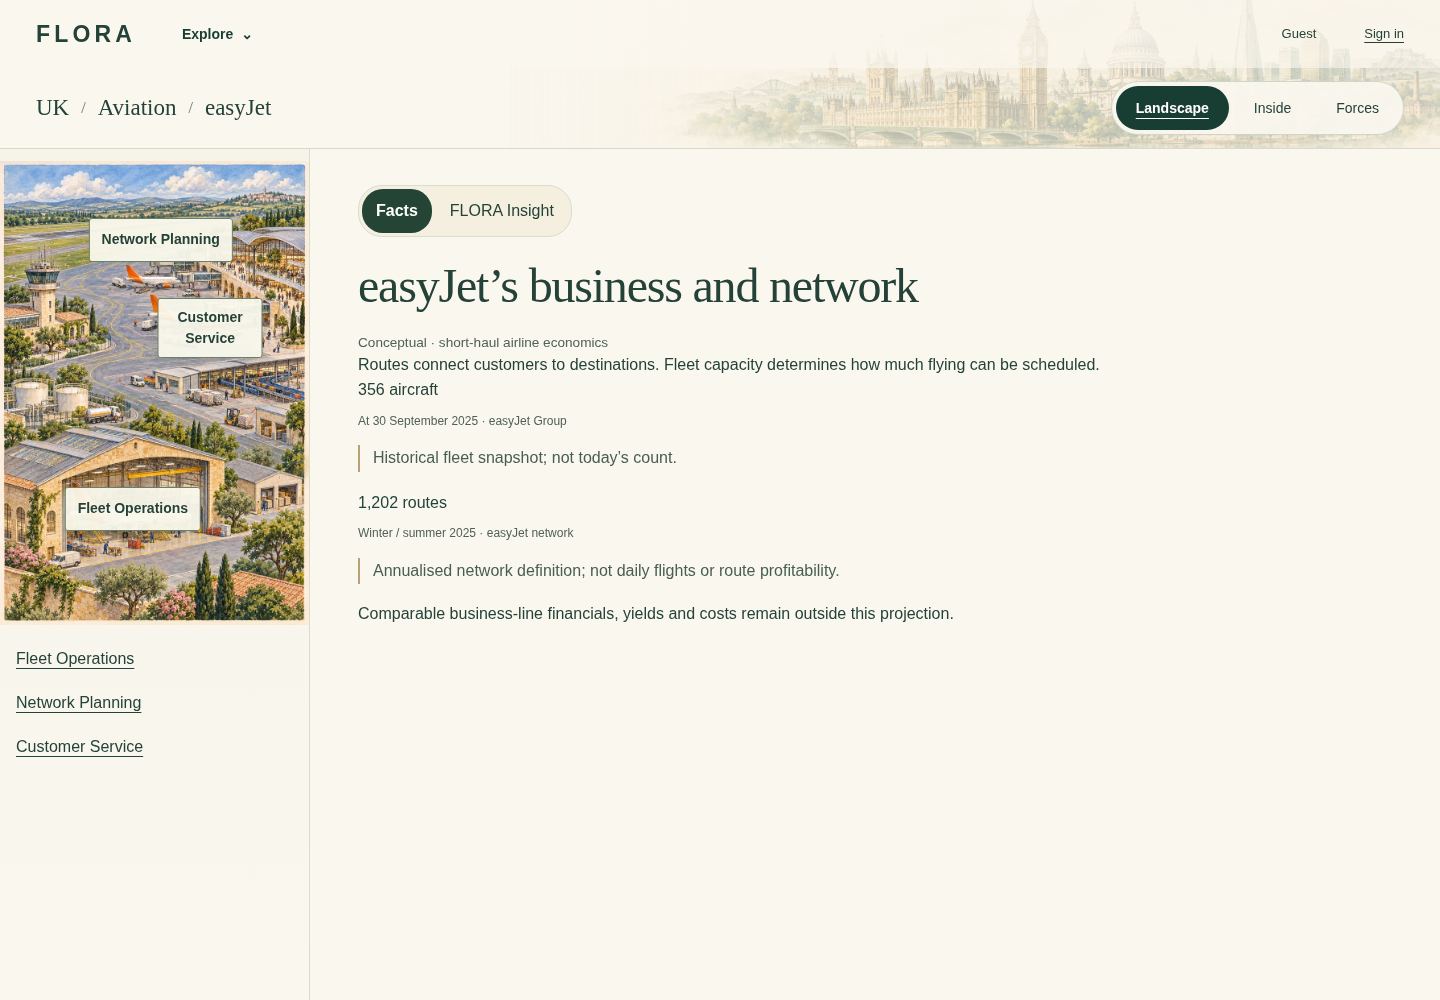 FLORA
Explore
Guest
Sign in
UK / Aviation / easyJet
Landscape
Inside
Forces
Network Planning
Customer
Service
Fleet Operations
Fleet Operations
Network Planning
Customer Service
Facts
FLORA Insight
easyJet’s business and network
Conceptual · short-haul airline economics
Routes connect customers to destinations. Fleet capacity determines how much flying can be scheduled.
356 aircraft
At 30 September 2025 · easyJet Group
Historical fleet snapshot; not today’s count.
1,202 routes
Winter / summer 2025 · easyJet network
Annualised network definition; not daily flights or route profitability.
Comparable business-line financials, yields and costs remain outside this projection.